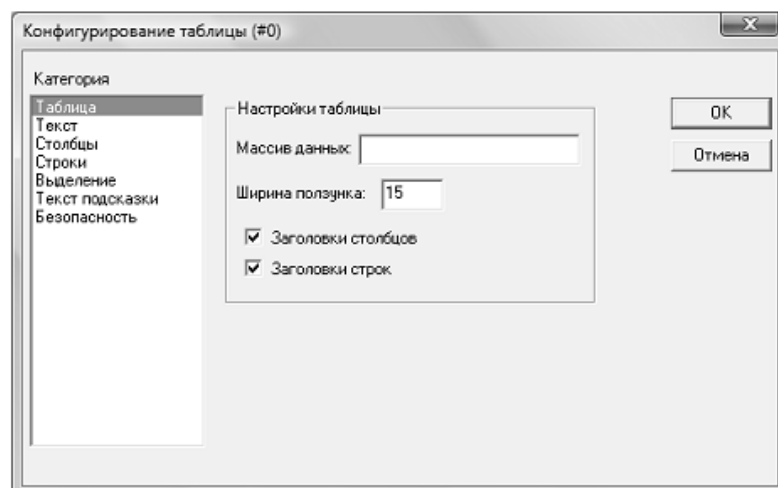 Конфигурирование таблицы (#0)
Категория
Таблица
Текст
Столбцы
Строки
Выделение
Текст подсказки
Безопасность
Настройки таблицы
Массив данных:
Ширина ползунка: 15
Заголовки столбцов
Заголовки строк
OK
Отмена